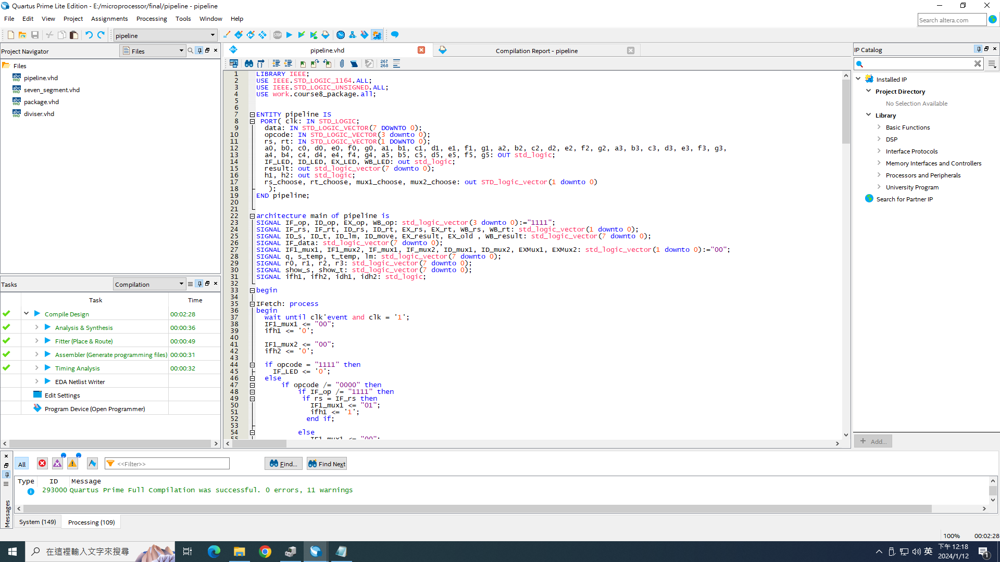 Quartus Prime Lite Edition - E:/microprocessor/final/pipeline - pipeline
File Edit View Project Assignments Processing Tools Window Help
Search altera.com
pipeline
Project Navigator
Files
Files
pipeline.vhd
seven_segment.vhd
package.vhd
diviser.vhd
Tasks
Compilation
Task Time
Compile Design 00:02:28
Analysis & Synthesis 00:00:36
Fitter (Place & Route) 00:00:49
Assembler (Generate programming files) 00:00:31
Timing Analysis 00:00:32
EDA Netlist Writer
Edit Settings
Program Device (Open Programmer)
pipeline.vhd
Compilation Report - pipeline
1 LIBRARY IEEE;
2 USE IEEE.STD_LOGIC_1164.ALL;
3 USE IEEE.STD_LOGIC_UNSIGNED.ALL;
4 USE work.course8_package.all;
5
6
7 ENTITY pipeline IS
8 PORT( clk: IN STD_LOGIC;
9 data: IN STD_LOGIC_VECTOR(7 DOWNTO 0);
10 opcode: IN STD_LOGIC_VECTOR(3 downto 0);
11 rs, rt: IN STD_LOGIC_VECTOR(1 DOWNTO 0);
12 a0, b0, c0, d0, e0, f0, g0, a1, b1, c1, d1, e1, f1, g1, a2, b2, c2, d2, e2, f2, g2, a3, b3, c3, d3, e3, f3, g3,
13 a4, b4, c4, d4, e4, f4, g4, a5, b5, c5, d5, e5, f5, g5: OUT std_logic;
14 IF_LED, ID_LED, EX_LED, WB_LED: out std_logic;
15 result: out std_logic_vector(7 downto 0);
16 h1, h2: out std_logic;
17 rs_choose, rt_choose, mux1_choose, mux2_choose: out STD_logic_vector(1 downto 0)
18 );
19 END pipeline;
20
21
22 architecture main of pipeline is
23 SIGNAL IF_op, ID_op, EX_op, WB_op: std_logic_vector(3 downto 0):="1111";
24 SIGNAL IF_rs, IF_rt, ID_rs, ID_rt, EX_rs, EX_rt, WB_rs, WB_rt: std_logic_vector(1 downto 0);
25 SIGNAL ID_s, ID_t, ID_lm, ID_move, EX_result, EX_old , WB_result: std_logic_vector(7 downto 0);
26 SIGNAL IF_data: std_logic_vector(7 downto 0);
27 SIGNAL IF1_mux1, IF1_mux2, IF_mux1, IF_mux2, ID_mux1, ID_mux2, EXMux1, EXMux2: std_logic_vector(1 downto 0):="00";
28 SIGNAL q, s_temp, t_temp, lm: std_logic_vector(7 downto 0);
29 SIGNAL r0, r1, r2, r3: std_logic_vector(7 downto 0);
30 SIGNAL show_s, show_t: std_logic_vector(7 downto 0);
31 SIGNAL ifh1, ifh2, idh1, idh2: std_logic;
32
33 begin
34
35 IFetch: process
36 begin
37 wait until clk'event and clk = '1';
38 IF1_mux1 <= "00";
39 ifh1 <= '0';
40
41 IF1_mux2 <= "00";
42 ifh2 <= '0';
43
44 if opcode = "1111" then
45 IF_LED <= '0';
46 else
47 if opcode /= "0000" then
48 if IF_op /= "1111" then
49 if rs = IF_rs then
50 IF1_mux1 <= "01";
51 ifh1 <= '1';
52 end if;
53
54 else
55 IF1_mux1 <= "00";
IP Catalog
Installed IP
Project Directory
No Selection Available
Library
Basic Functions
DSP
Interface Protocols
Memory Interfaces and Controllers
Processors and Peripherals
University Program
Search for Partner IP
+ Add...
All
<<Filter>>
Find...
Find Next
Type ID Message
293000 Quartus Prime Full Compilation was successful. 0 errors, 11 warnings
Messages
System (149)
Processing (109)
100% 00:02:28
在這裡輸入文字來搜尋
英
下午 12:18
2024/1/12
1